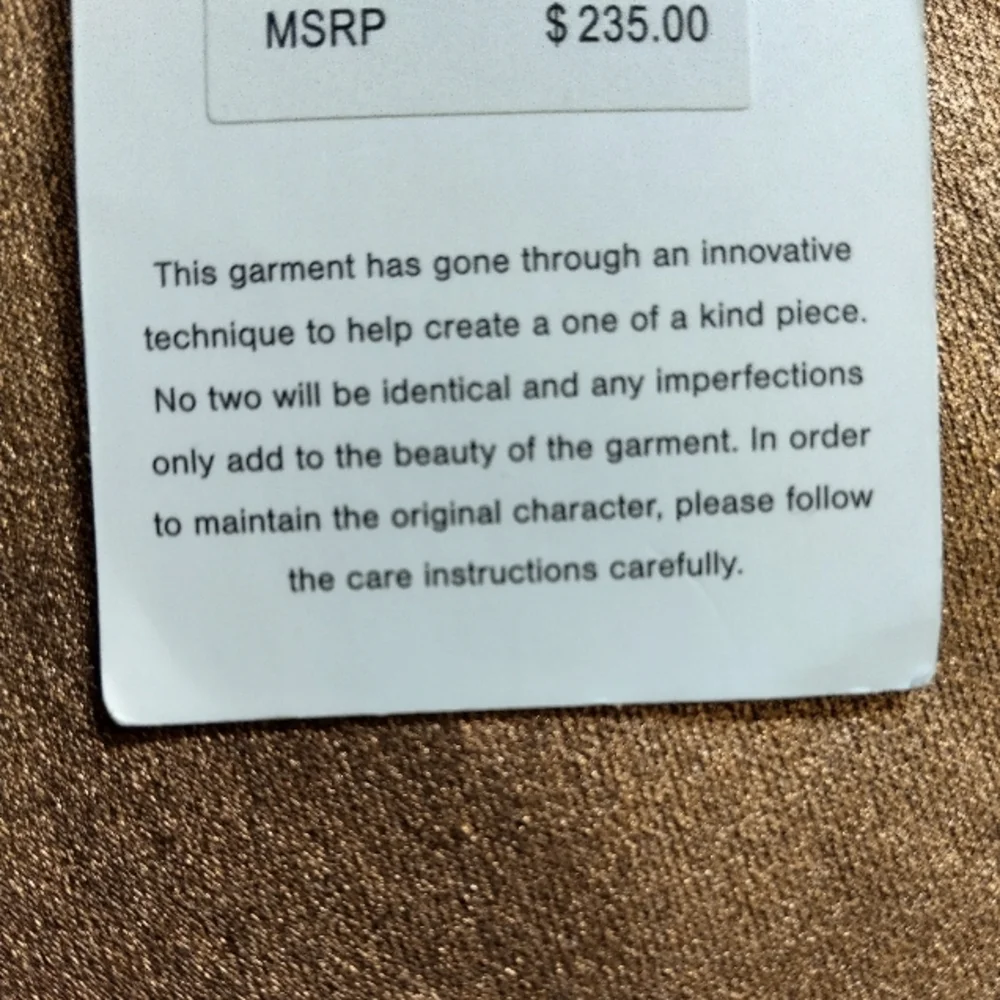 MSRP $ 235.00
This garment has gone through an innovative
technique to help create a one of a kind piece.
No two will be identical and any imperfections
only add to the beauty of the garment. In order
to maintain the original character, please follow
the care instructions carefully.